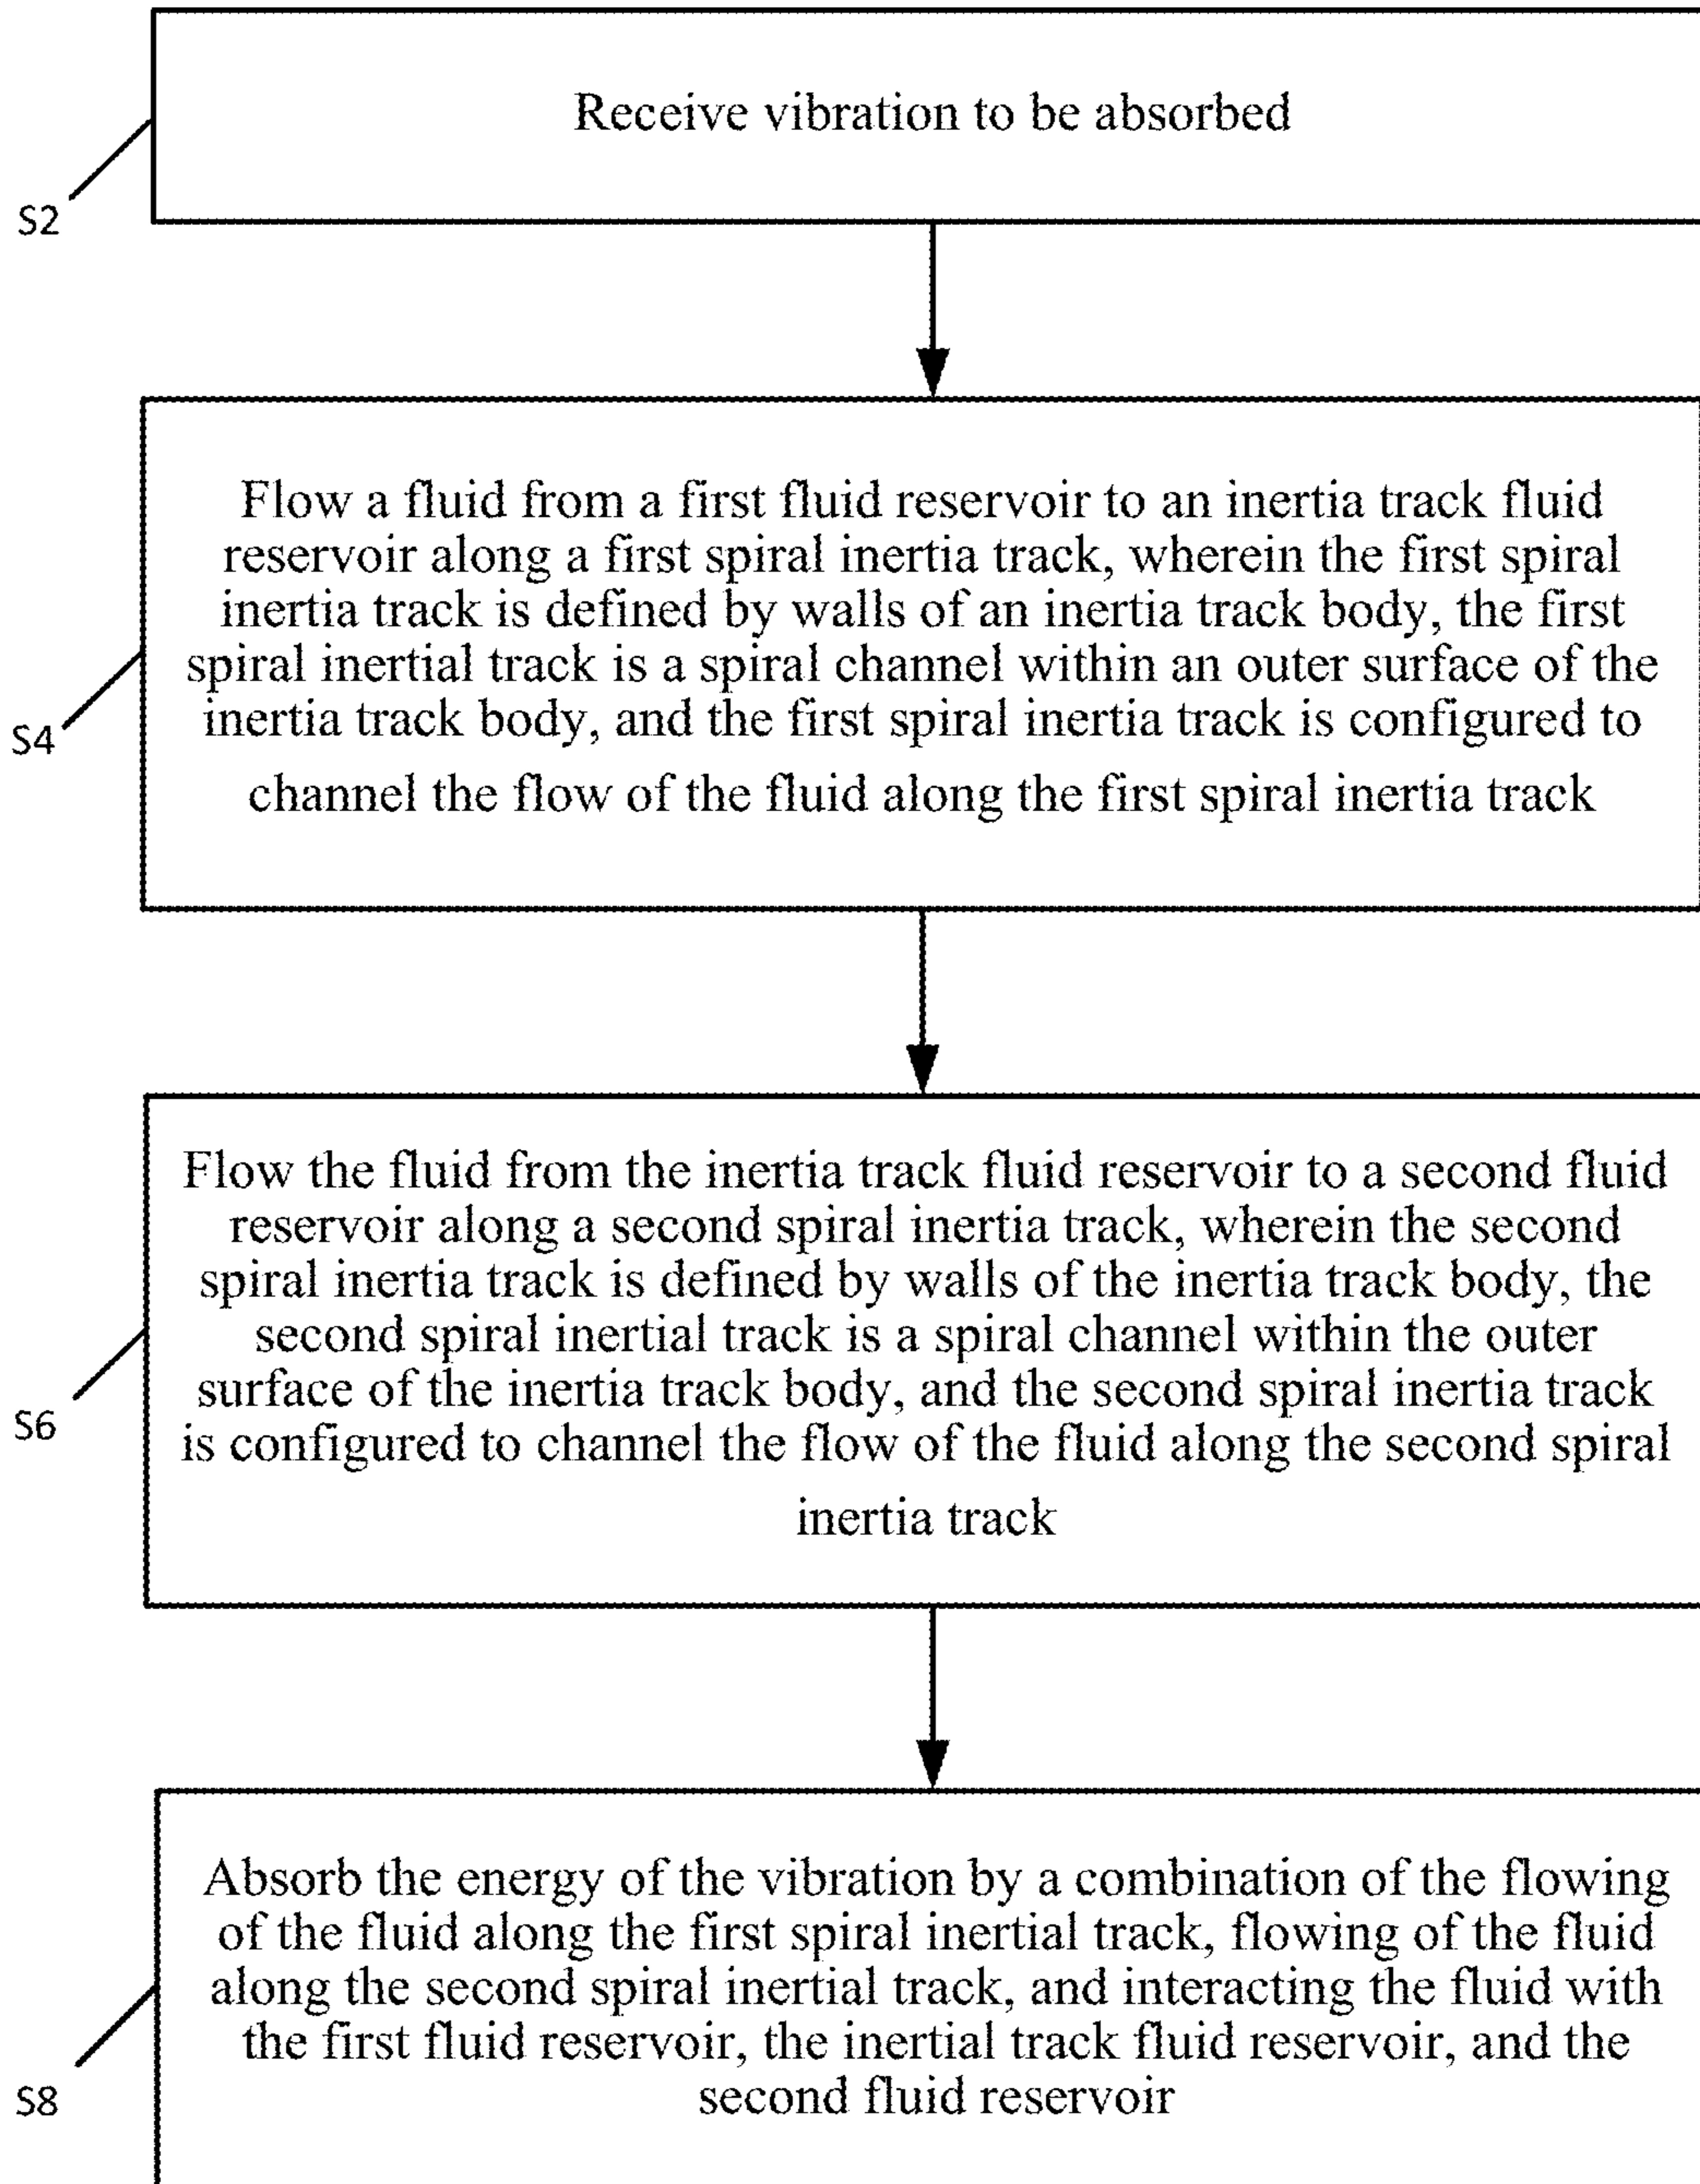 Receive vibration to be absorbed
S2
Flow a fluid from a first fluid reservoir to an inertia track fluid
reservoir along a first spiral inertia track, wherein the first spiral
inertia track is defined by walls of an inertia track body, the first
spiral inertial track is a spiral channel within an outer surface of the
inertia track body, and the first spiral inertia track is configured to
channel the flow of the fluid along the first spiral inertia track
S4
Flow the fluid from the inertia track fluid reservoir to a second fluid
reservoir along a second spiral inertia track, wherein the second
spiral inertia track is defined by walls of the inertia track body, the
second spiral inertial track is a spiral channel within the outer
surface of the inertia track body, and the second spiral inertia track
is configured to channel the flow of the fluid along the second spiral
inertia track
S6
Absorb the energy of the vibration by a combination of the flowing
of the fluid along the first spiral inertial track, flowing of the fluid
along the second spiral inertial track, and interacting the fluid with
the first fluid reservoir, the inertial track fluid reservoir, and the
second fluid reservoir
S8